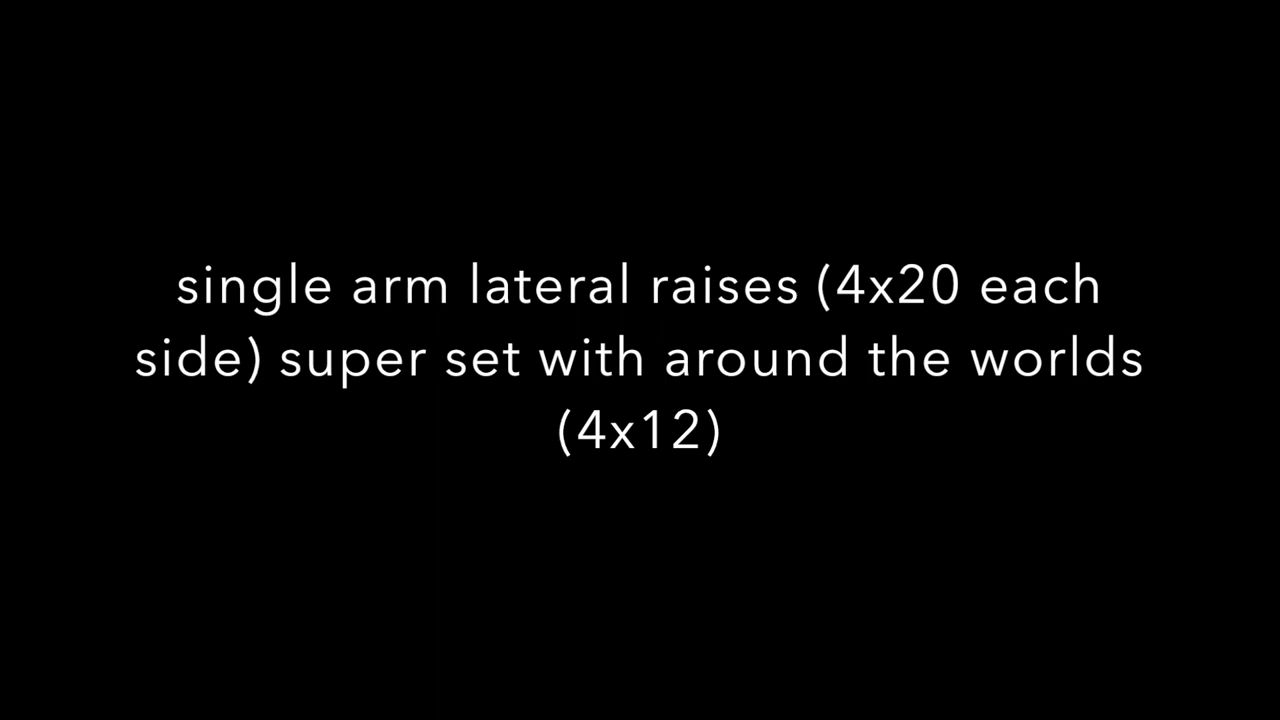 single arm lateral raises (4x20 each
side) super set with around the worlds
(4x12)